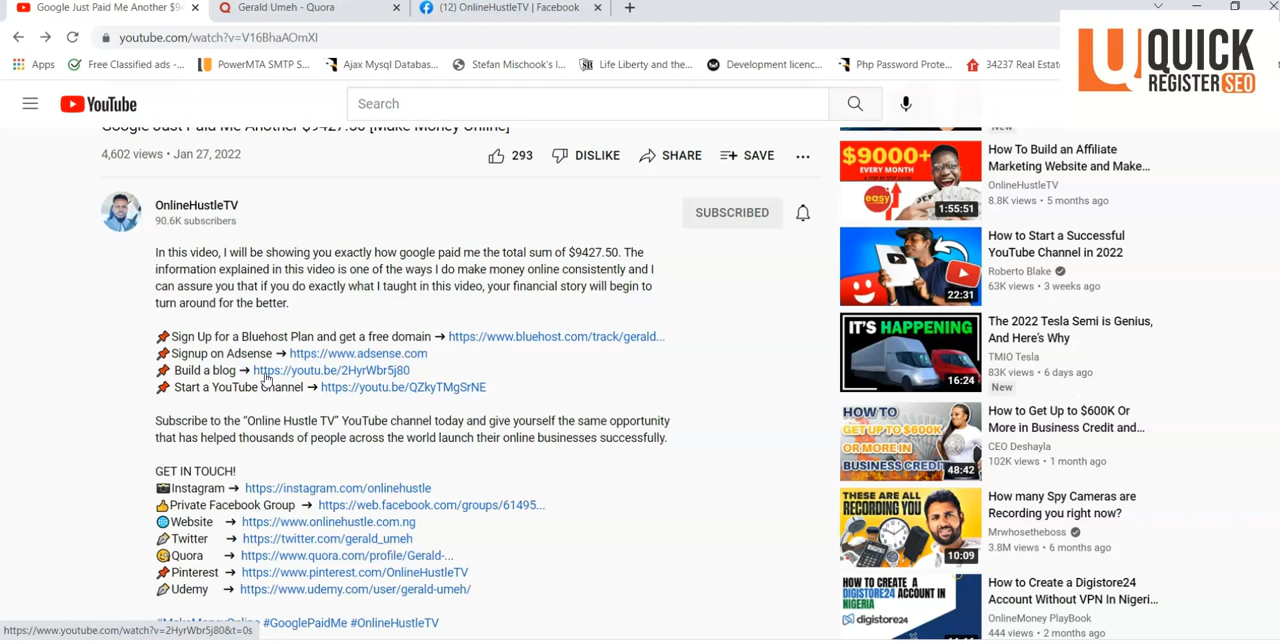 Google Just Paid Me Another $9
Gerald Umeh - Quora
(12) OnlineHustleTV | Facebook
youtube.com/watch?v=V16BhaAOmXI
Apps
Free Classified ads -...
PowerMTA SMTP S...
Ajax Mysql Databas...
Stefan Mischook's I...
Life Liberty and the...
Development licenc...
Php Password Prote...
34237 Real Estate
QUICK
REGISTER SEO
YouTube
Search
Google Just Paid Me Another $9427.50 [Make Money Online]
4,602 views • Jan 27, 2022
293
DISLIKE
SHARE
SAVE
OnlineHustleTV
90.6K subscribers
SUBSCRIBED
In this video, I will be showing you exactly how google paid me the total sum of $9427.50. The
information explained in this video is one of the ways I do make money online consistently and I
can assure you that if you do exactly what I taught in this video, your financial story will begin to
turn around for the better.
📌Sign Up for a Bluehost Plan and get a free domain → https://www.bluehost.com/track/gerald...
📌Signup on Adsense → https://www.adsense.com
📌 Build a blog → https://youtu.be/2HyrWbr5j80
📌 Start a YouTube Channel → https://youtu.be/QZkyTMgSrNE
Subscribe to the “Online Hustle TV” YouTube channel today and give yourself the same opportunity
that has helped thousands of people across the world launch their online businesses successfully.
GET IN TOUCH!
📸Instagram → https://instagram.com/onlinehustle
👍Private Facebook Group → https://web.facebook.com/groups/61495...
🌐Website → https://www.onlinehustle.com.ng
Twitter → https://twitter.com/gerald_umeh
Quora → https://www.quora.com/profile/Gerald-...
📌Pinterest → https://www.pinterest.com/OnlineHustleTV
Udemy → https://www.udemy.com/user/gerald-umeh/
#MakeMoneyOnline #GooglePaidMe #OnlineHustleTV
https://www.youtube.com/watch?v=2HyrWbr5j80&t=0s
New
$9000+
EVERY MONTH
easy
1:55:51
How To Build an Affiliate
Marketing Website and Make...
OnlineHustleTV
8.8K views • 5 months ago
22:31
How to Start a Successful
YouTube Channel in 2022
Roberto Blake
63K views • 3 weeks ago
IT'S HAPPENING
16:24
The 2022 Tesla Semi is Genius,
And Here's Why
TMIO Tesla
83K views • 6 days ago
New
HOW TO
GET UP TO $600K
OR MORE IN
BUSINESS CREDIT
48:42
How to Get Up to $600K Or
More in Business Credit and...
CEO Deshayla
102K views • 1 month ago
THESE ARE ALL
RECORDING YOU
10:09
How many Spy Cameras are
Recording you right now?
Mrwhosetheboss
3.8M views • 6 months ago
HOW TO CREATE A
DIGISTORE24
ACCOUNT IN
NIGERIA
digistore24
How to Create a Digistore24
Account Without VPN In Nigeri...
OnlineMoney PlayBook
444 views • 2 months ago